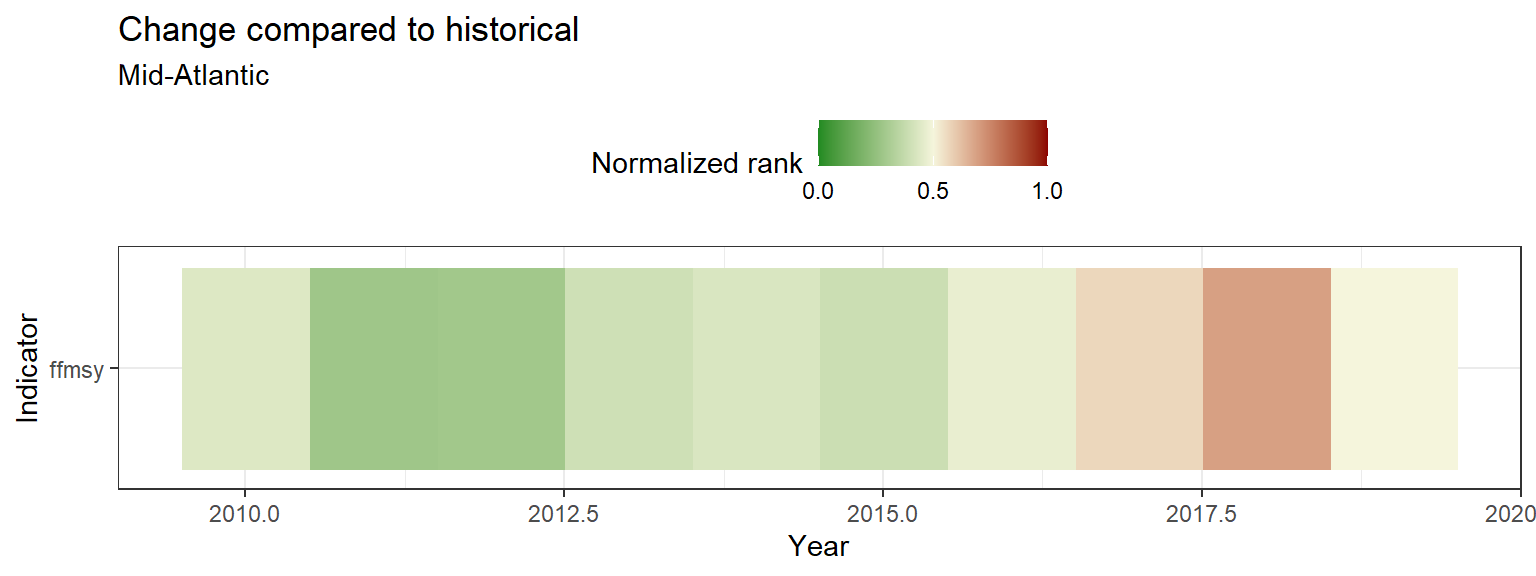 Change compared to historical
Mid-Atlantic
Normalized rank
0.0 0.5 1.0
Indicator
ffmsy
2010.0 2012.5 2015.0 2017.5 2020
Year